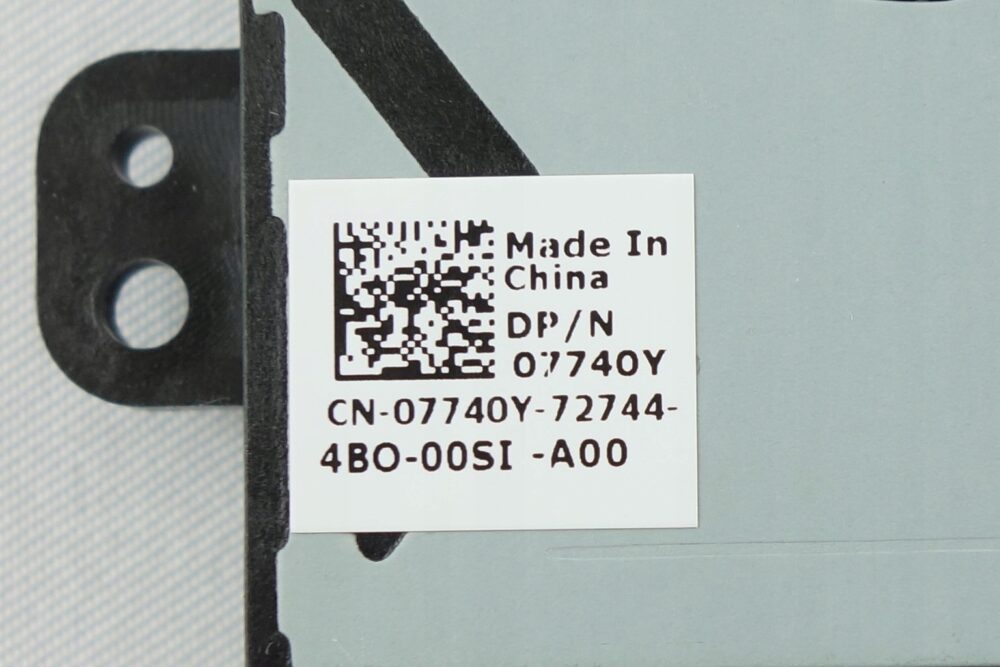 Made In
China
DP/N
07740Y
CN-07740Y-72744-
4BO-00SI -A00